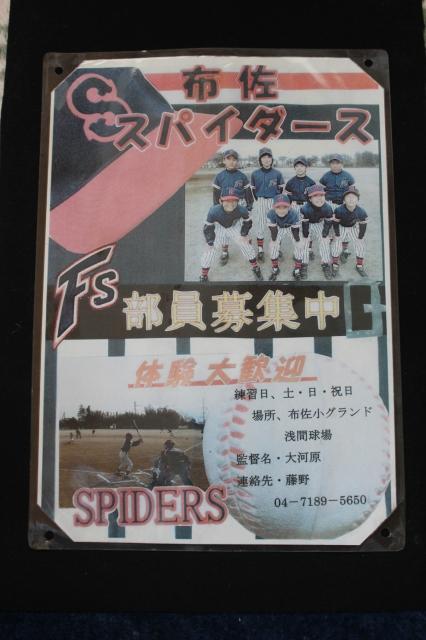 布佐
スパイダース
Fs
部員募集中
体験大歓迎
練習日、土・日・祝日
場所、布佐小グランド
浅間球場
監督名・大河原
連絡先・藤野
04-7189-5650
SPIDERS